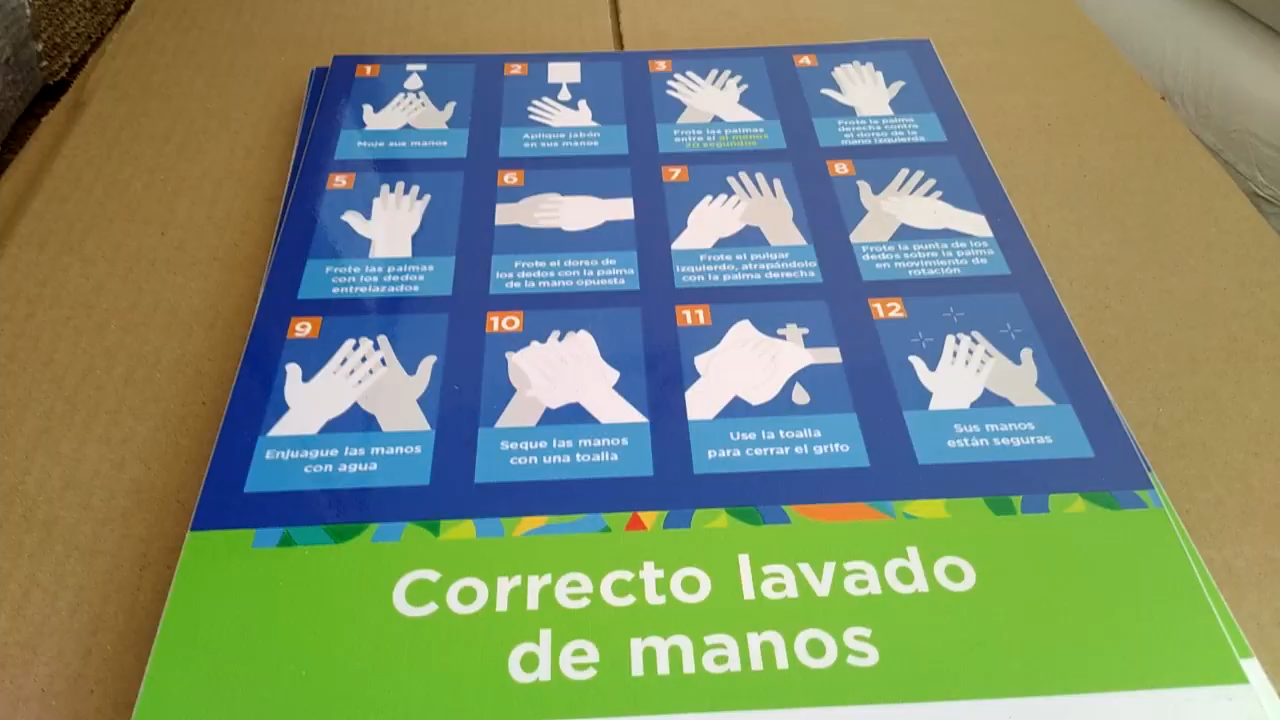 1
Moje sus manos
2
Aplique jabón
en sus manos
3
Frote las palmas
entre sí al menos
20 segundos
4
Frote la palma
derecha contra
el dorso de la
mano izquierda
5
Frote las palmas
con los dedos
entrelazados
6
Frote el dorso de
los dedos con la palma
de la mano opuesta
7
Frote el pulgar
izquierdo, atrapándolo
con la palma derecha
8
Frote la punta de los
dedos sobre la palma
en movimiento de
rotación
9
Enjuague las manos
con agua
10
Seque las manos
con una toalla
11
Use la toalla
para cerrar el grifo
12
Sus manos
están seguras
Correcto lavado
de manos